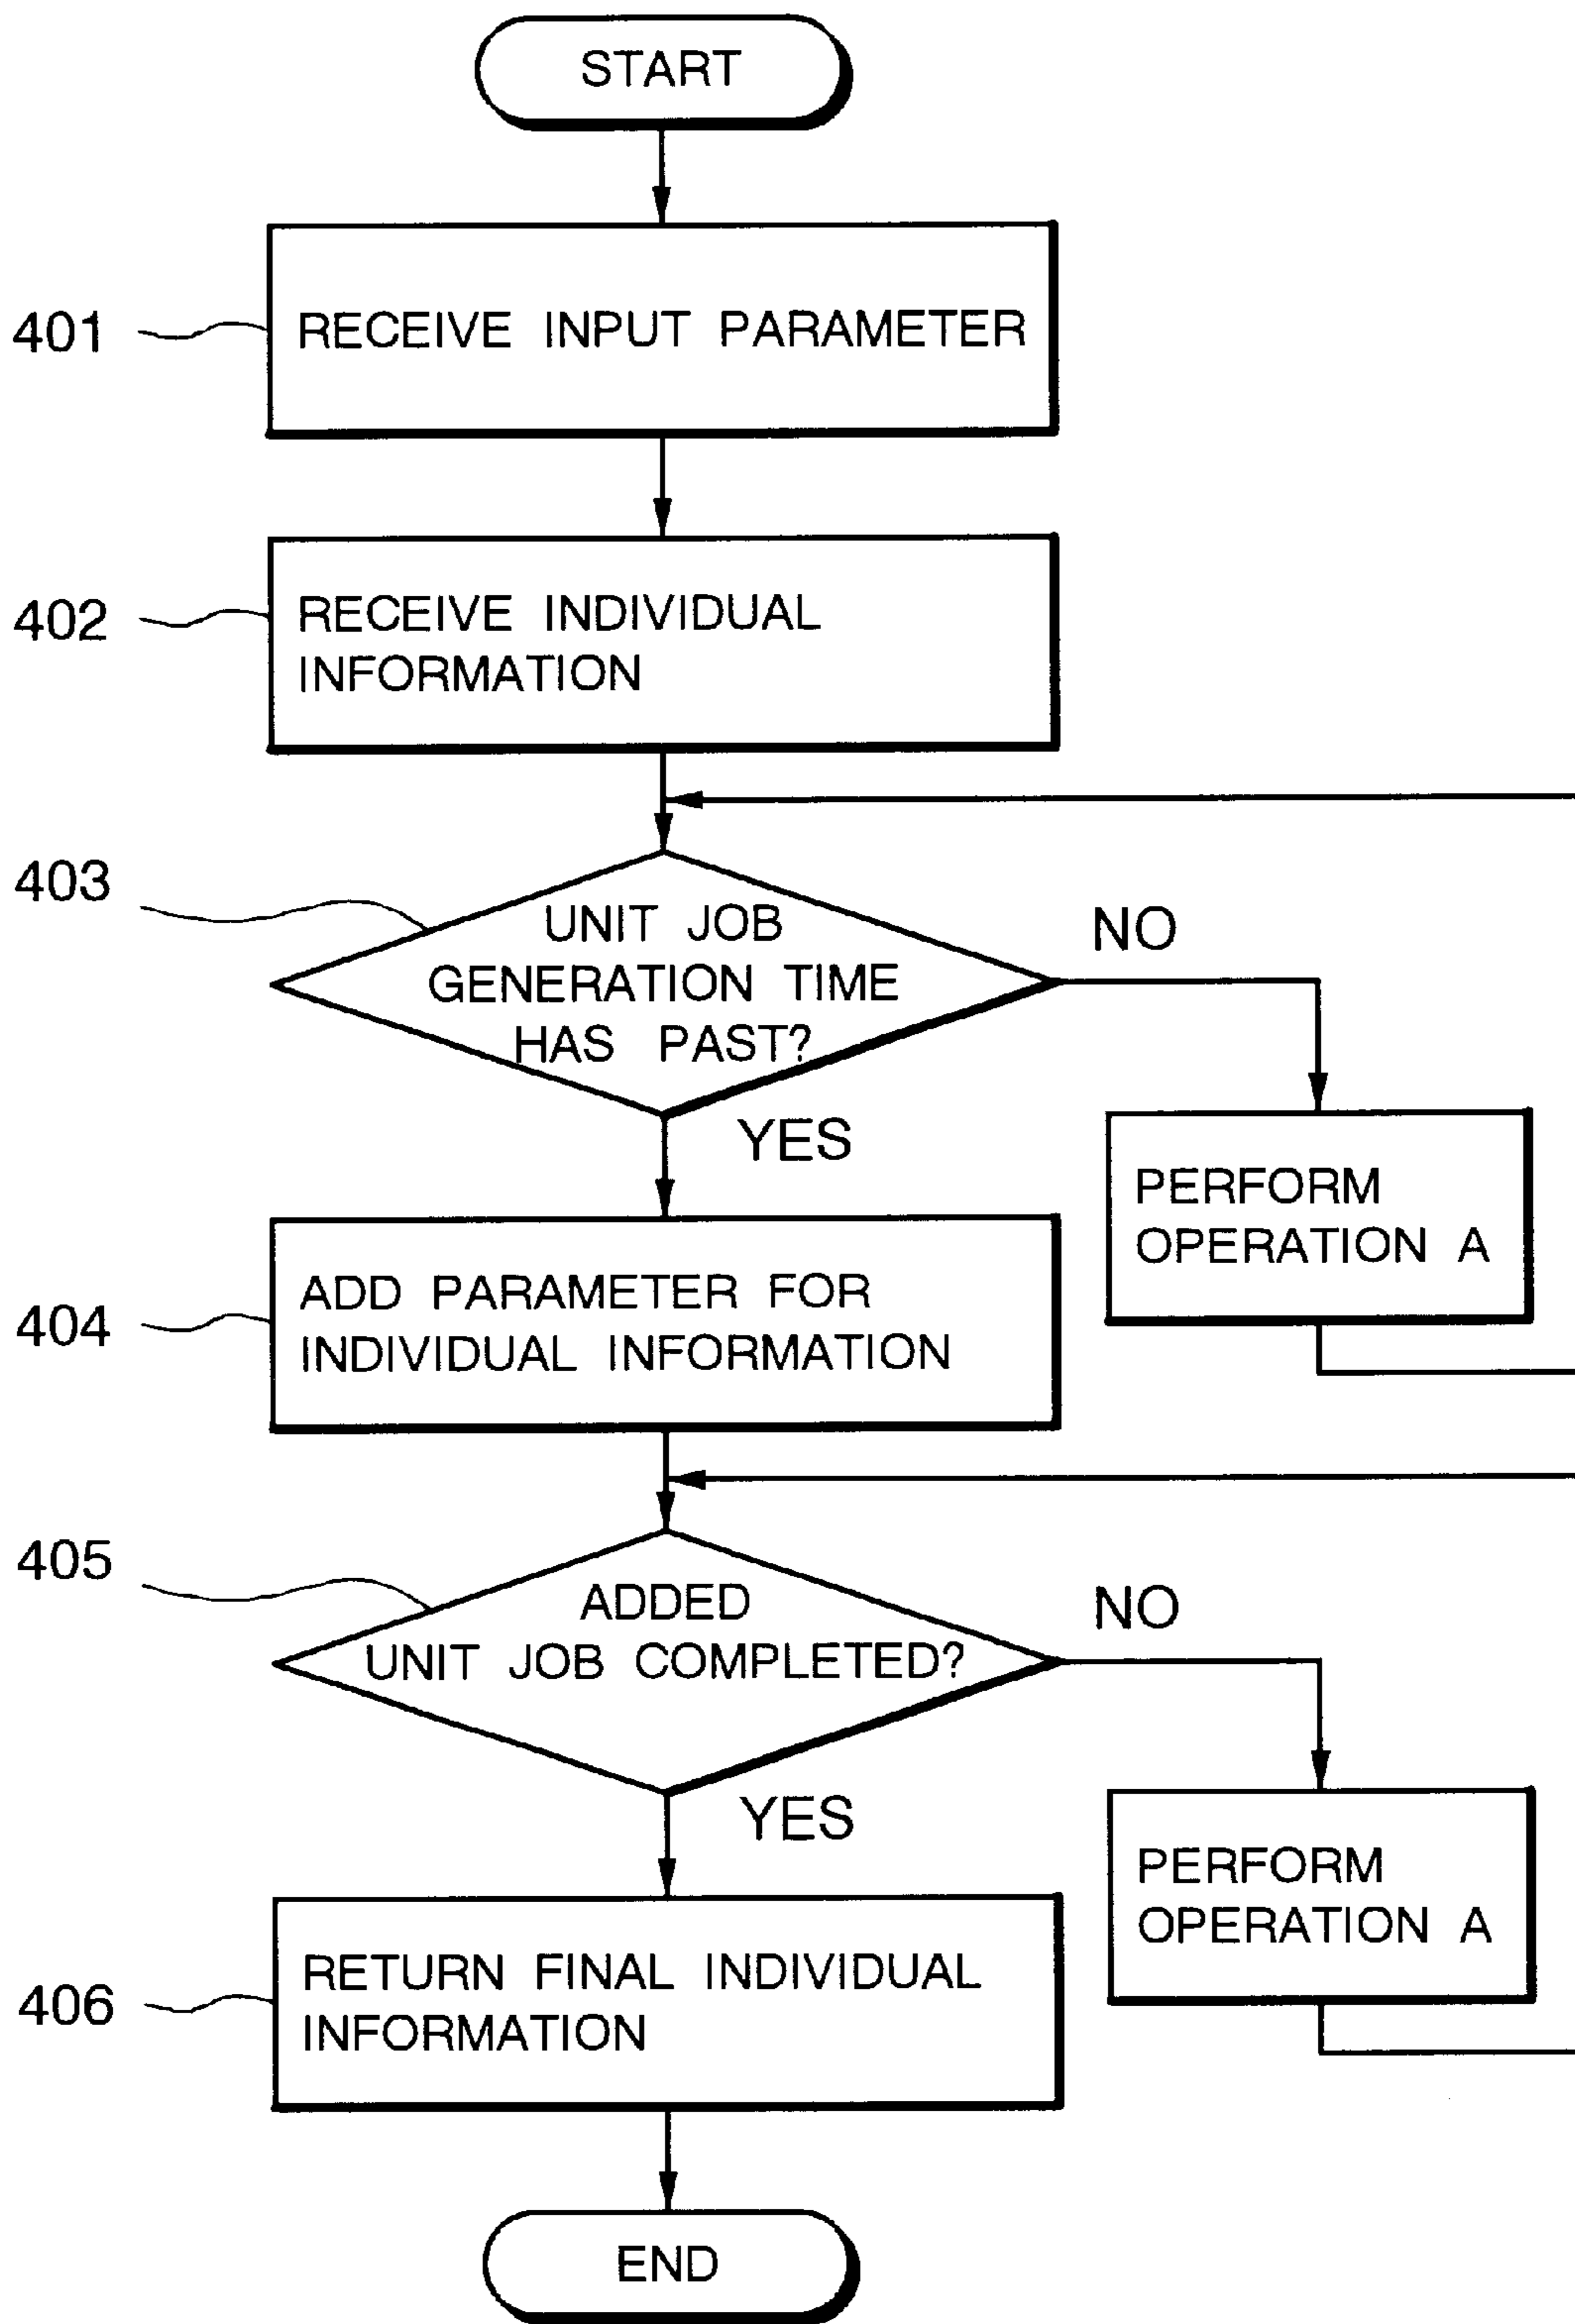 START
401
RECEIVE INPUT PARAMETER
402
RECEIVE INDIVIDUAL
INFORMATION
403
UNIT JOB
GENERATION TIME
HAS PAST?
NO
YES
PERFORM
OPERATION A
404
ADD PARAMETER FOR
INDIVIDUAL INFORMATION
405
ADDED
UNIT JOB COMPLETED?
NO
YES
PERFORM
OPERATION A
406
RETURN FINAL INDIVIDUAL
INFORMATION
END